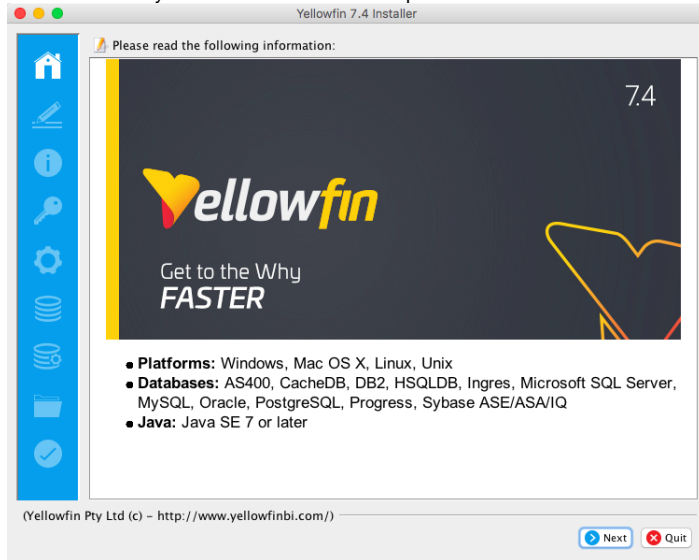 Yellowfin 7.4 Installer
Please read the following information:
7.4
Yellowfin
Get to the Why
FASTER
Platforms: Windows, Mac OS X, Linux, Unix
Databases: AS400, CacheDB, DB2, HSQLDB, Ingres, Microsoft SQL Server,
MySQL, Oracle, PostgreSQL, Progress, Sybase ASE/ASA/IQ
Java: Java SE 7 or later
(Yellowfin Pty Ltd (c) – http://www.yellowfinbi.com/)
Next Quit